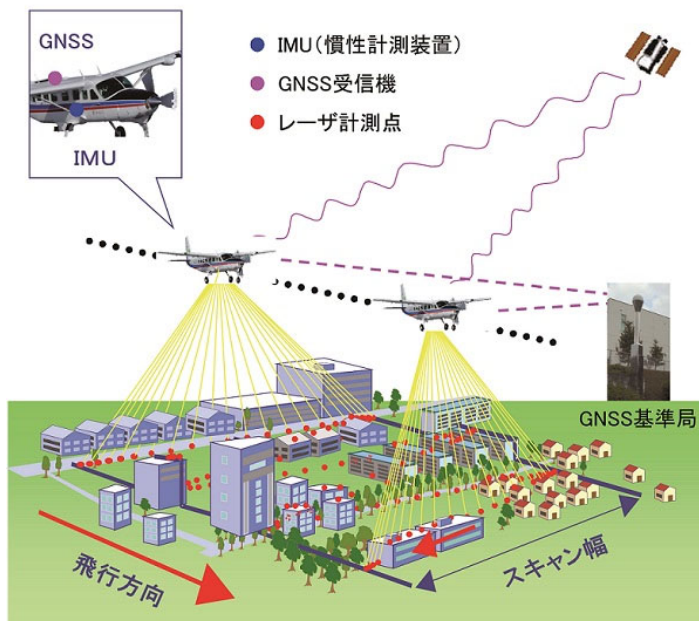 GNSS
IMU
IMU(慣性計測装置)
GNSS受信機
レーザ計測点
GNSS基準局
飛行方向
スキャン幅